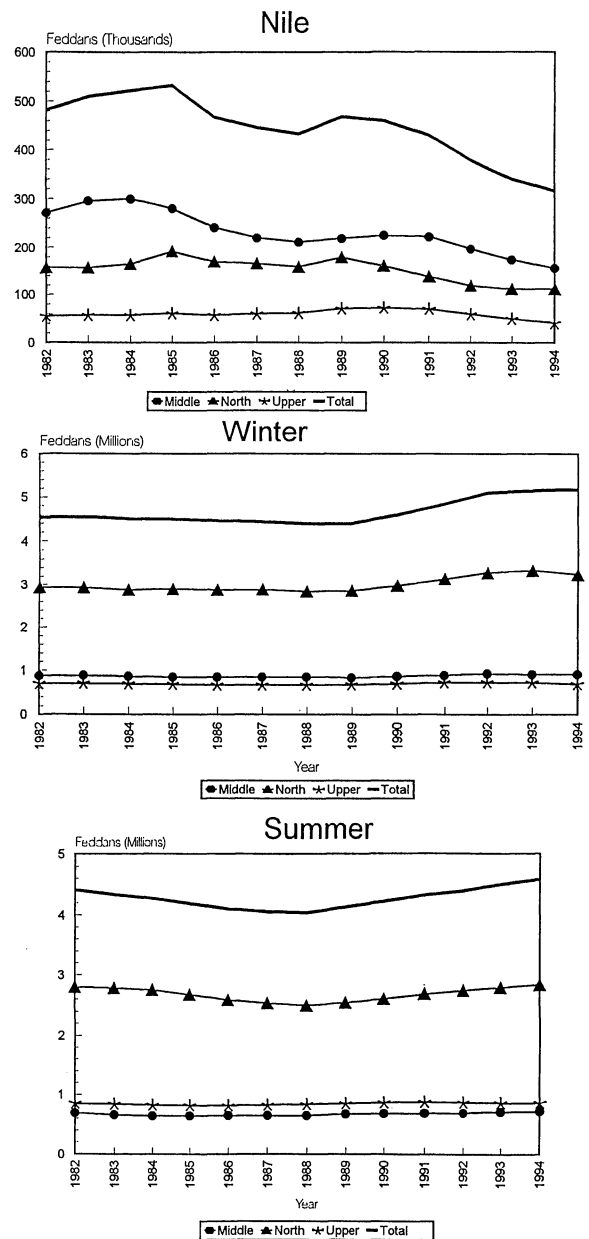 Nile
Feddans (Thousands)
600
500
400
300
200
100
0
1982 1983 1984 1985 1986 1987 1988 1989 1990 1991 1992 1993 1994
Middle North Upper Total
Winter
Feddans (Millions)
6
5
4
3
2
1
0
1982 1983 1984 1985 1986 1987 1988 1989 1990 1991 1992 1993 1994
Year
Middle North Upper Total
Summer
Feddans (Millions)
5
4
3
2
1
0
1982 1983 1984 1985 1986 1987 1988 1989 1990 1991 1992 1993 1994
Year
Middle North Upper Total